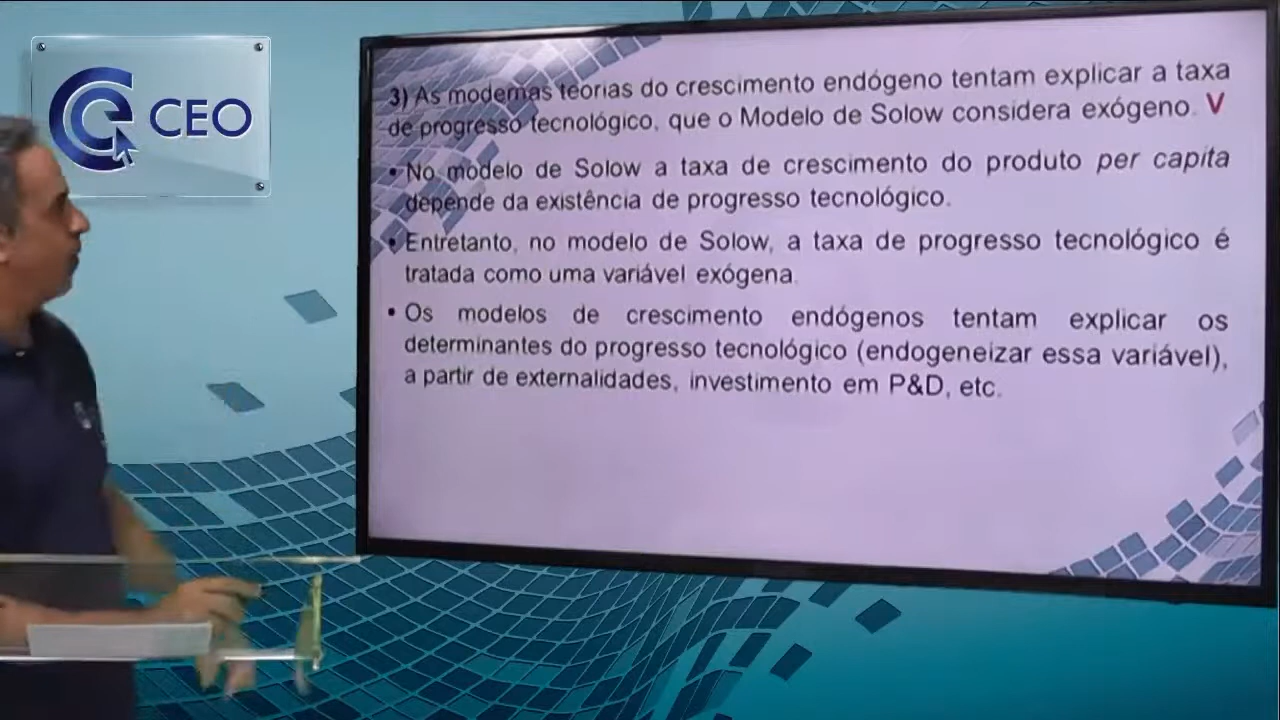 CEO
3) As modernas teorias do crescimento endógeno tentam explicar a taxa
de progresso tecnológico, que o Modelo de Solow considera exógeno. V
• No modelo de Solow a taxa de crescimento do produto per capita
depende da existência de progresso tecnológico.
• Entretanto, no modelo de Solow, a taxa de progresso tecnológico é
tratada como uma variável exógena.
• Os modelos de crescimento endógenos tentam explicar os
determinantes do progresso tecnológico (endogeneizar essa variável),
a partir de externalidades, investimento em P&D, etc.